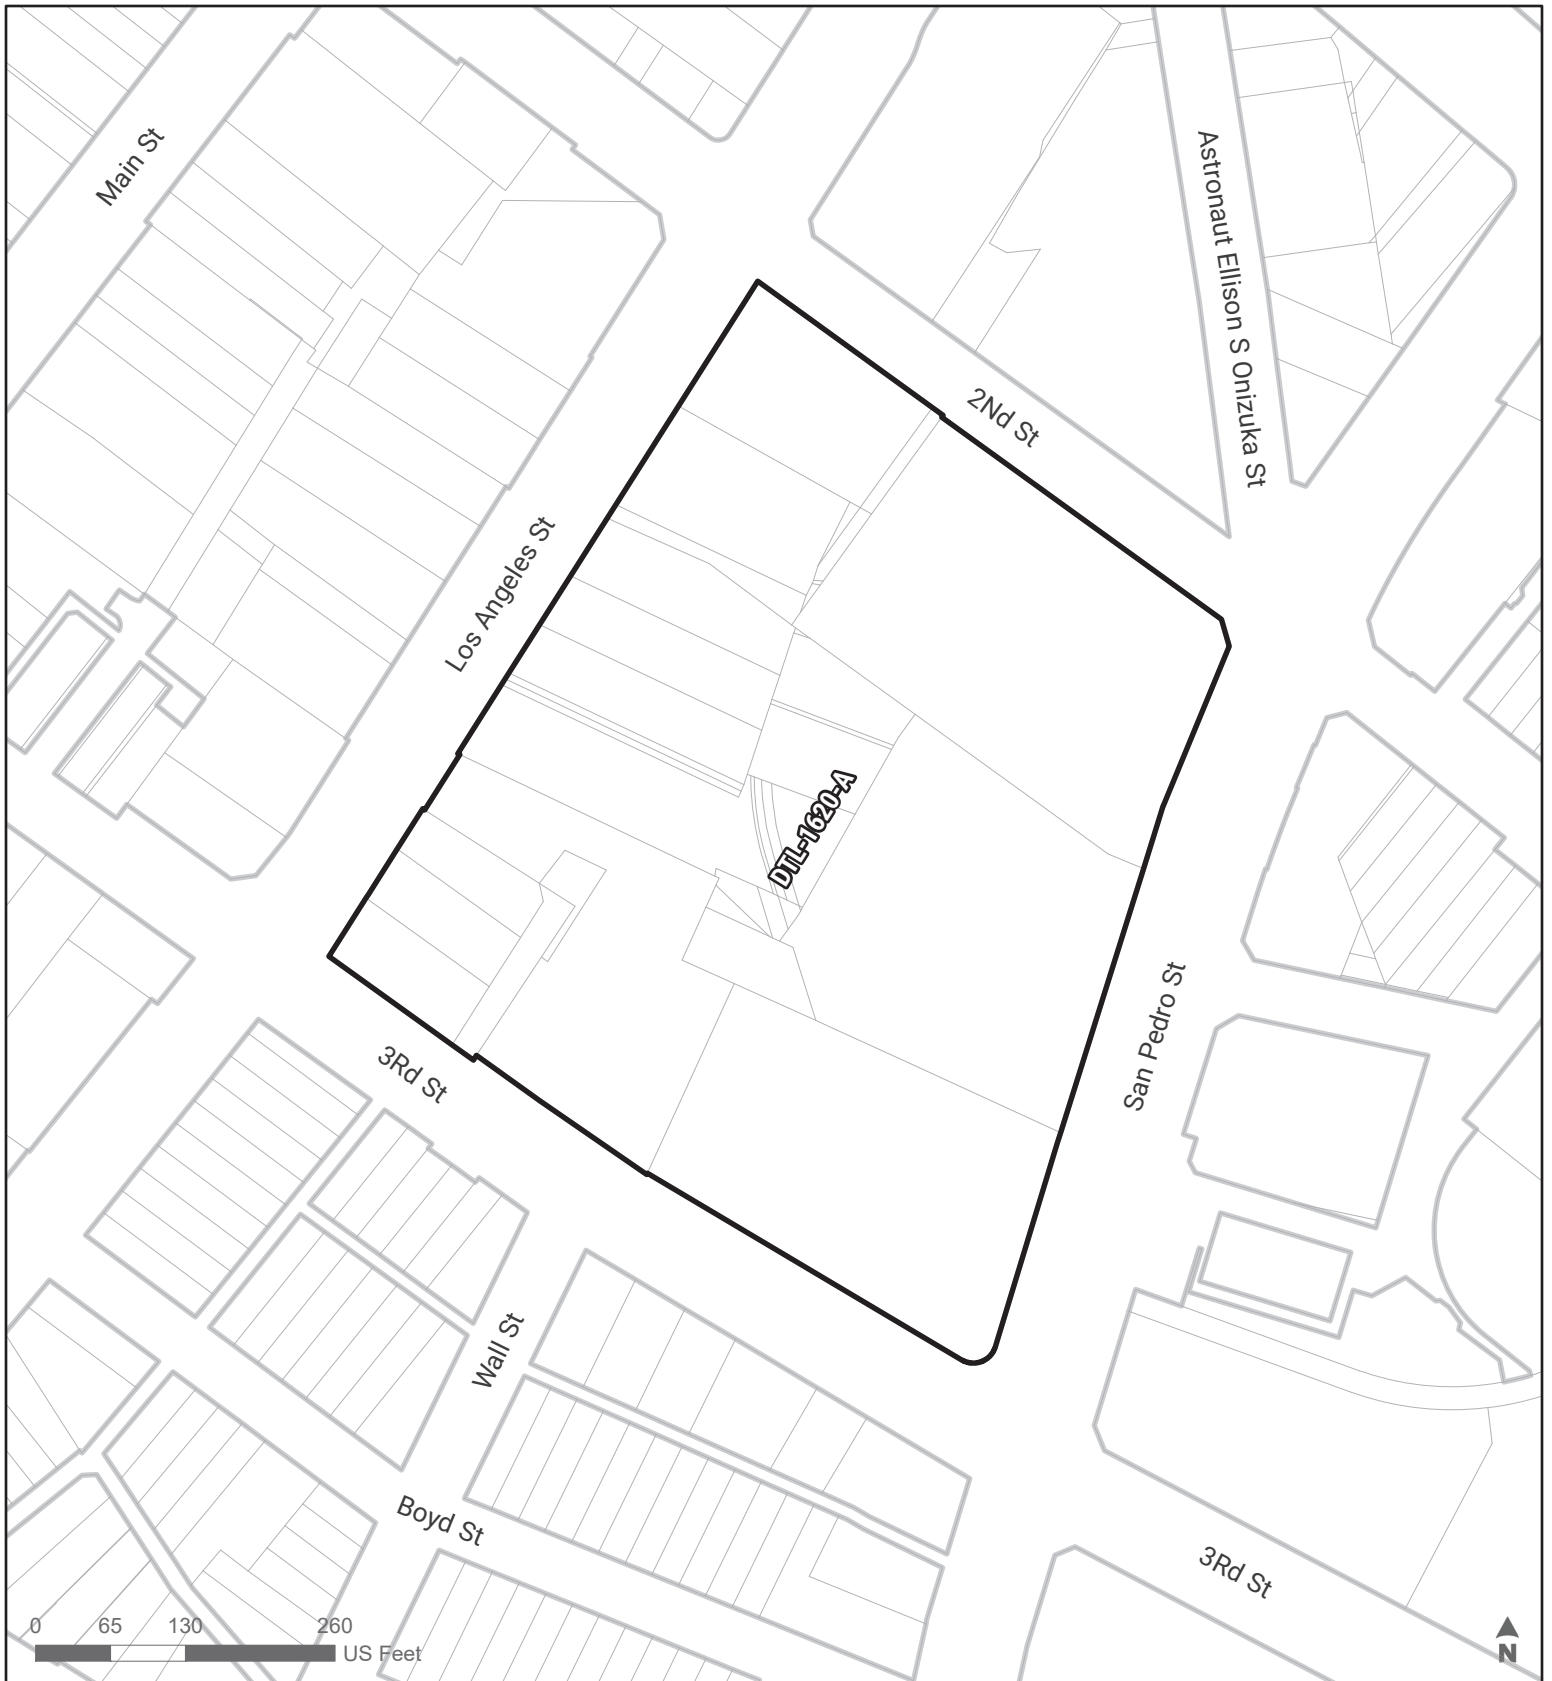 Main St
Astronaut Ellison S Onizuka St
2Nd St
Los Angeles St
DTL-1620-A
San Pedro St
3Rd St
Wall St
Boyd St
3Rd St
0 65 130 260
US Feet
N